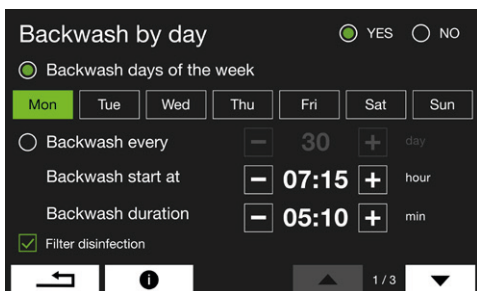 Backwash by day YES NO
Backwash days of the week
Mon Tue Wed Thu Fri Sat Sun
Backwash every − 30 + day
Backwash start at − 07:15 + hour
Backwash duration − 05:10 + min
Filter disinfection
i 1/3